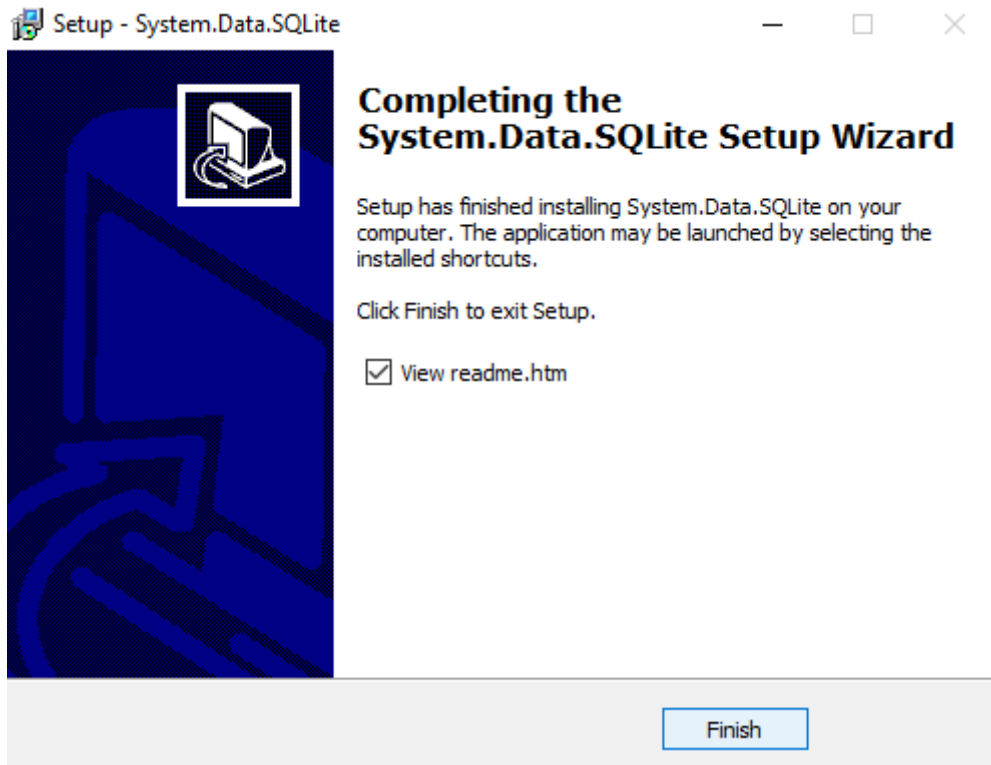 Setup - System.Data.SQLite
Completing the
System.Data.SQLite Setup Wizard
Setup has finished installing System.Data.SQLite on your
computer. The application may be launched by selecting the
installed shortcuts.
Click Finish to exit Setup.
View readme.htm
Finish